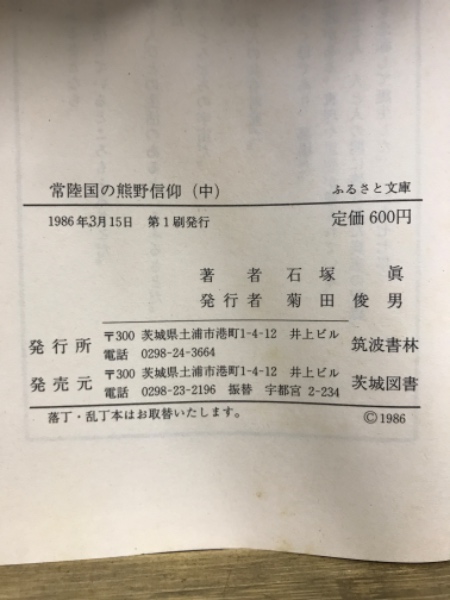 常陸国の熊野信仰（中） ふるさと文庫
1986年3月15日 第1刷発行 定価600円
著者 石塚眞
発行者 菊田俊男
発行所 〒300 茨城県土浦市港町1-4-12 井上ビル 筑波書林
電話 0298-24-3664
発売元 〒300 茨城県土浦市港町1-4-12 井上ビル 茨城図書
電話 0298-23-2196 振替 宇都宮2-234
落丁・乱丁本はお取替いたします。 ©1986